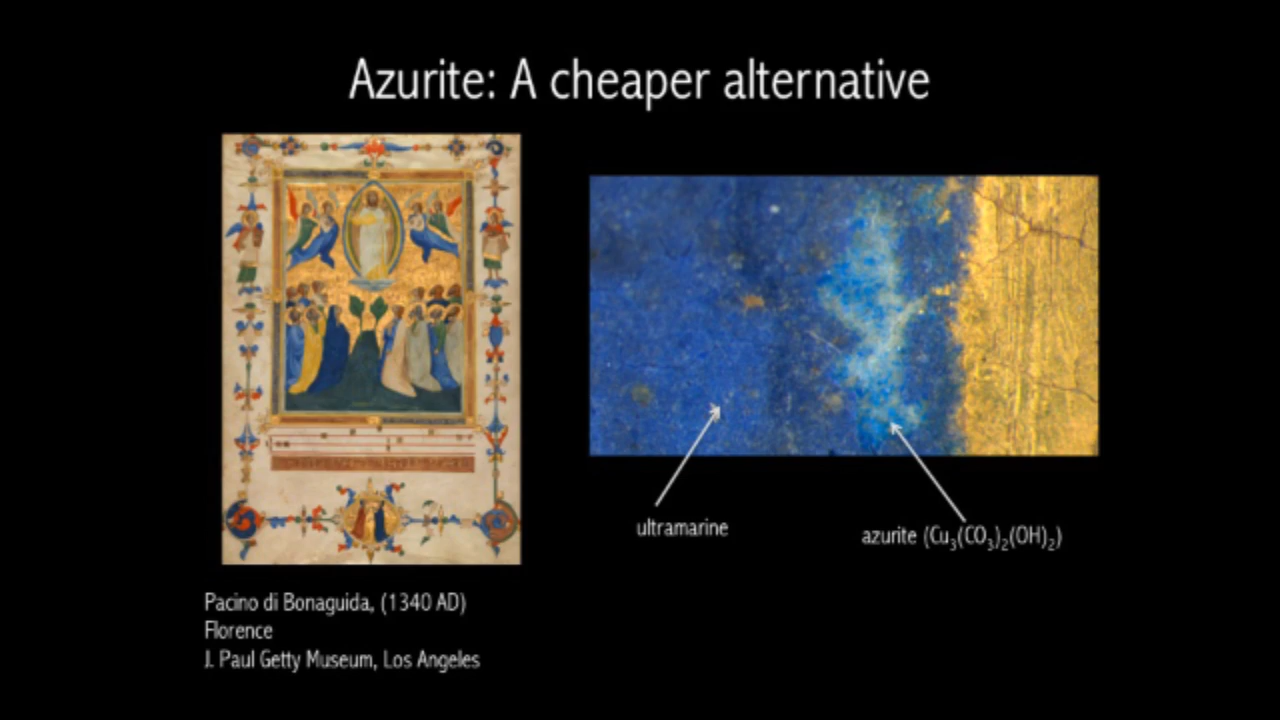 Azurite: A cheaper alternative
ultramarine
azurite (Cu₃(CO₃)₂(OH)₂)
Pacino di Bonaguida, (1340 AD)
Florence
J. Paul Getty Museum, Los Angeles